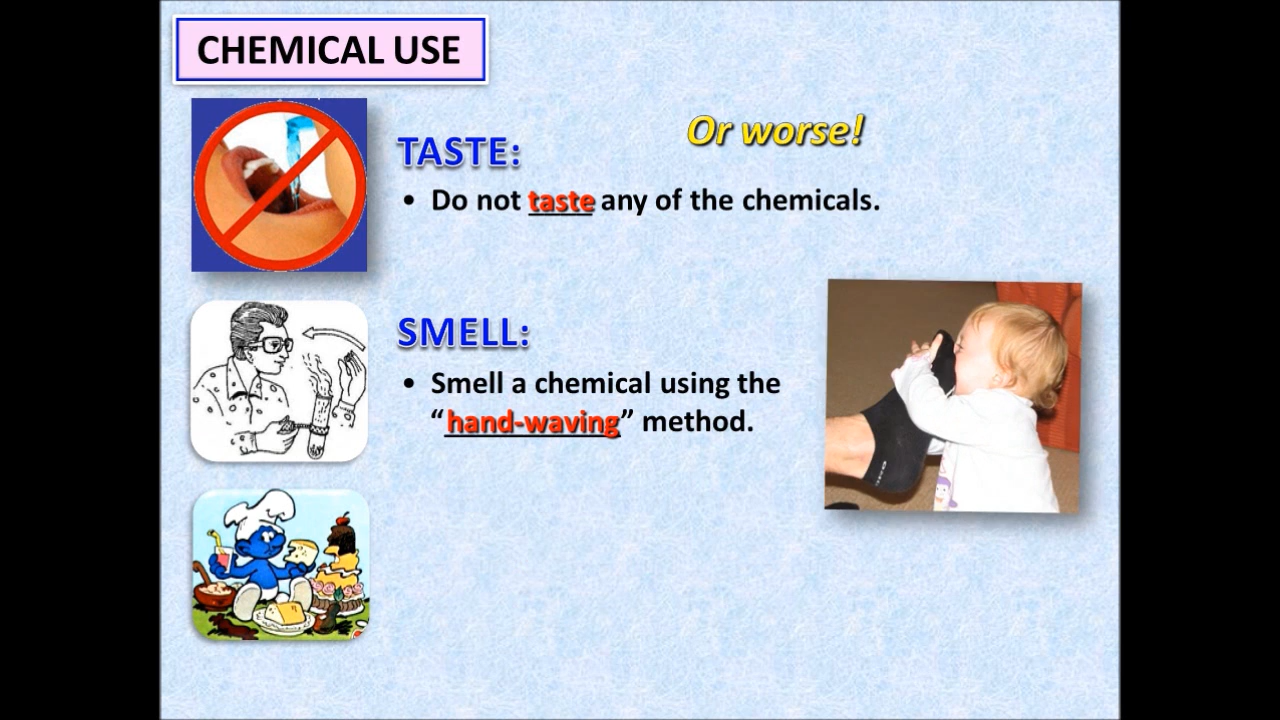 CHEMICAL USE
Or worse!
TASTE:
• Do not taste any of the chemicals.
SMELL:
• Smell a chemical using the
“hand-waving” method.